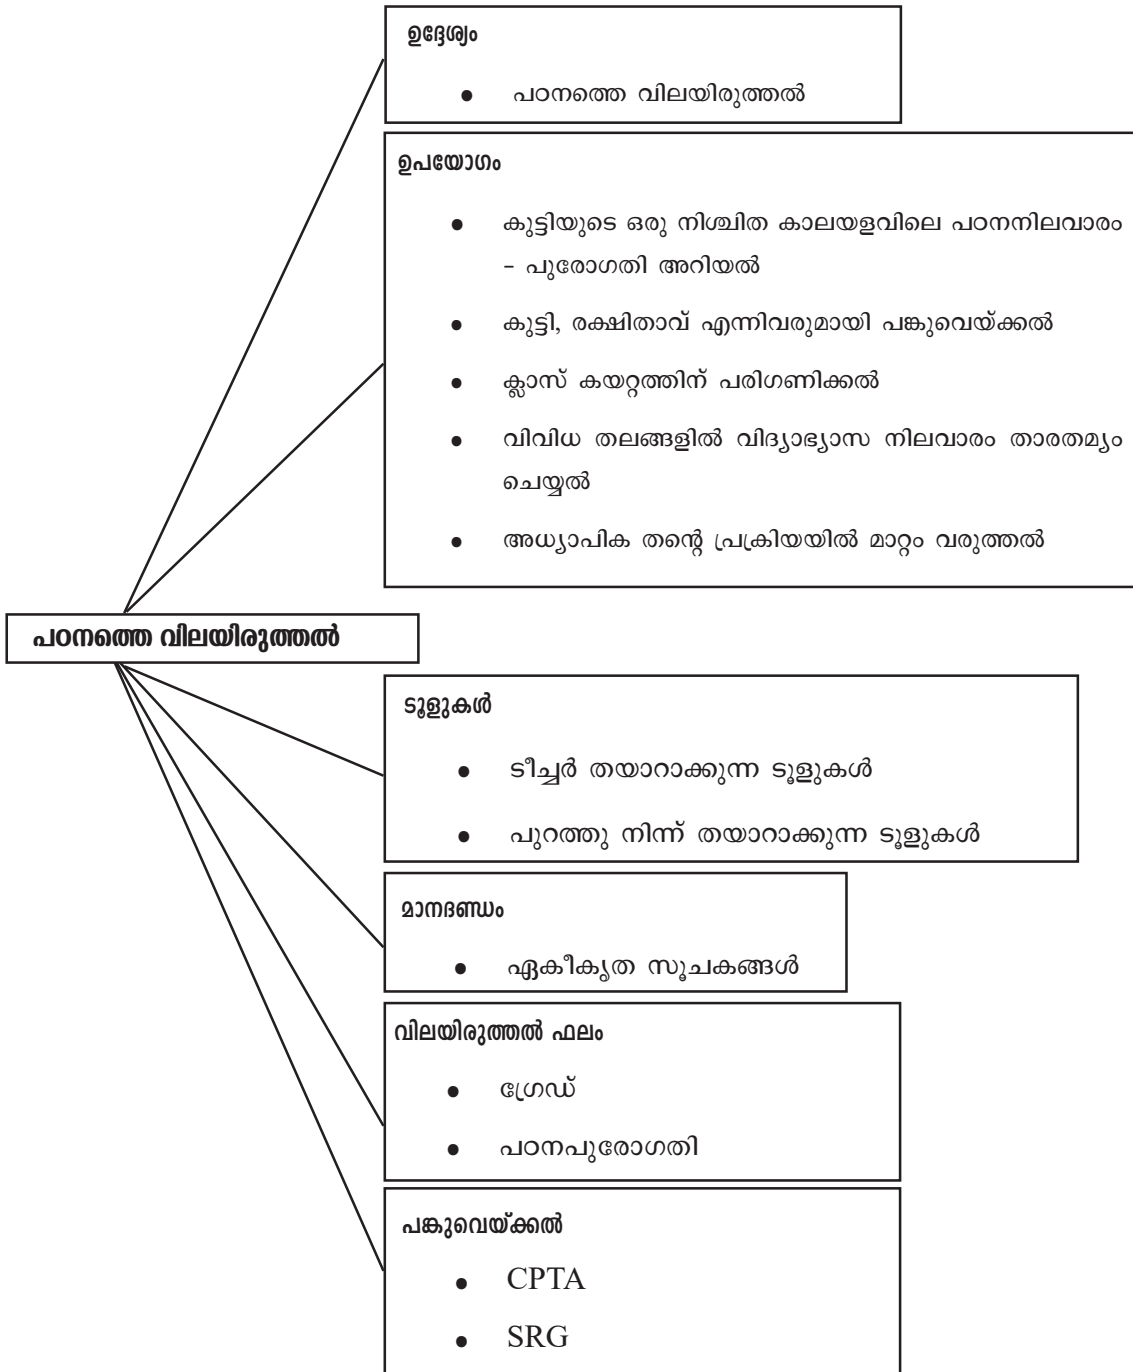 ഉദ്ദേശ്യം
● പഠനത്തെ വിലയിരുത്തൽ
ഉപയോഗം
● കുട്ടിയുടെ ഒരു നിശ്ചിത കാലയളവിലെ പഠനനിലവാരം
– പുരോഗതി അറിയൽ
● കുട്ടി, രക്ഷിതാവ് എന്നിവരുമായി പങ്കുവെയ്ക്കൽ
● ക്ലാസ് കയറ്റത്തിന് പരിഗണിക്കൽ
● വിവിധ തലങ്ങളിൽ വിദ്യാഭ്യാസ നിലവാരം താരതമ്യം
ചെയ്യൽ
● അധ്യാപിക തന്റെ പ്രക്രിയയിൽ മാറ്റം വരുത്തൽ
പഠനത്തെ വിലയിരുത്തൽ
ടൂളുകൾ
● ടീച്ചർ തയാറാക്കുന്ന ടൂളുകൾ
● പുറത്തു നിന്ന് തയാറാക്കുന്ന ടൂളുകൾ
മാനദണ്ഡം
● ഏകീകൃത സൂചകങ്ങൾ
വിലയിരുത്തൽ ഫലം
● ഗ്രേഡ്
● പഠനപുരോഗതി
പങ്കുവെയ്ക്കൽ
● CPTA
● SRG